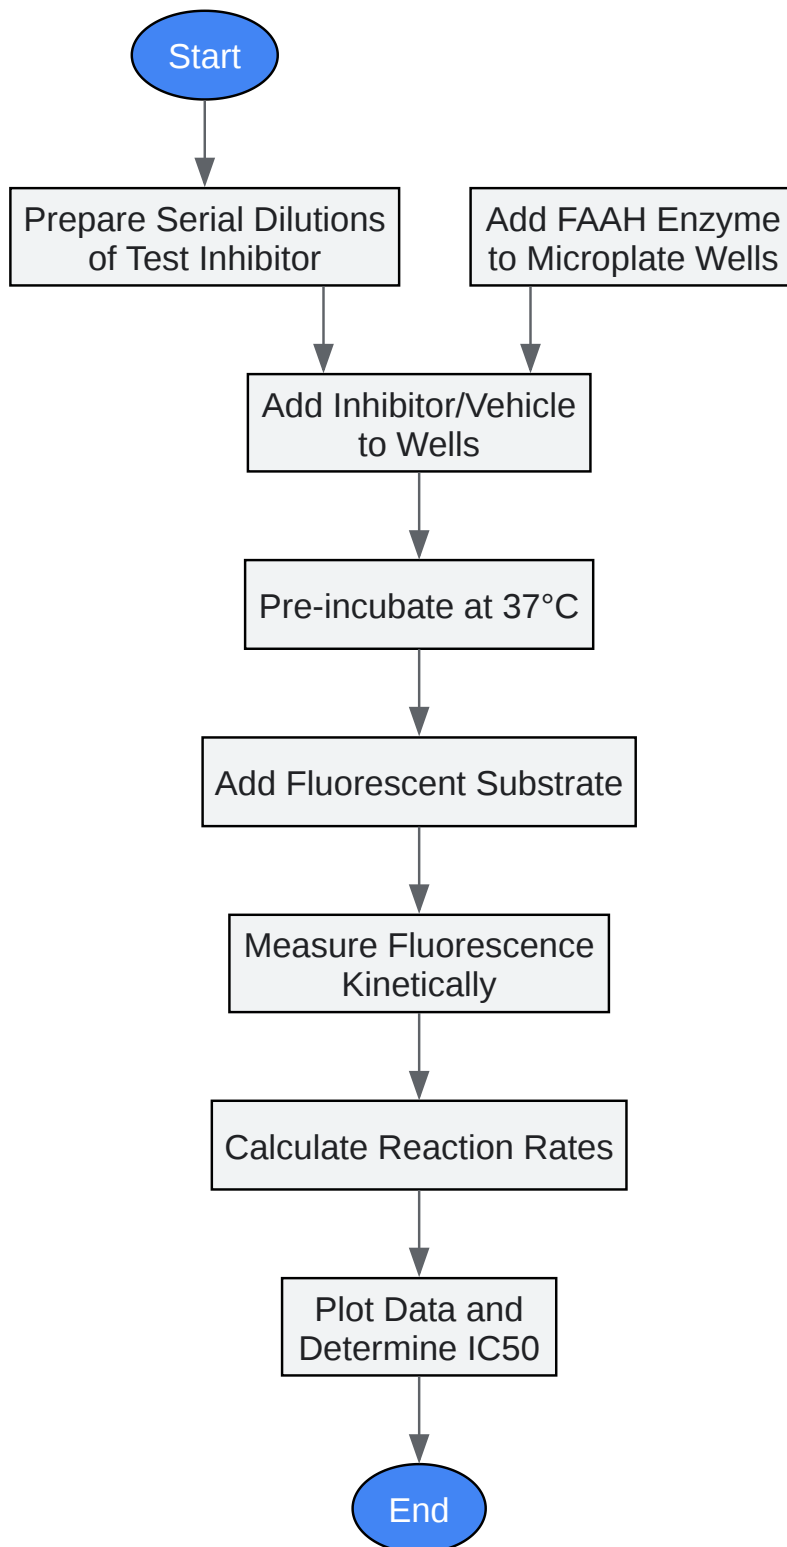 Start
Prepare Serial Dilutions
of Test Inhibitor
Add FAAH Enzyme
to Microplate Wells
Add Inhibitor/Vehicle
to Wells
Pre-incubate at 37°C
Add Fluorescent Substrate
Measure Fluorescence
Kinetically
Calculate Reaction Rates
Plot Data and
Determine IC50
End